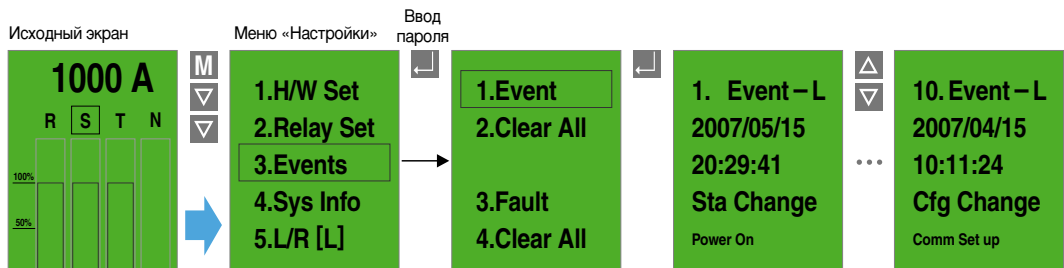 Исходный экран
1000 A
R S T N
100%
50%
M
Меню «Настройки»
1.H/W Set
2.Relay Set
3.Events
4.Sys Info
5.L/R [L]
Ввод
пароля
1.Event
2.Clear All
3.Fault
4.Clear All
1. Event – L
2007/05/15
20:29:41
Sta Change
Power On
...
10. Event – L
2007/04/15
10:11:24
Cfg Change
Comm Set up